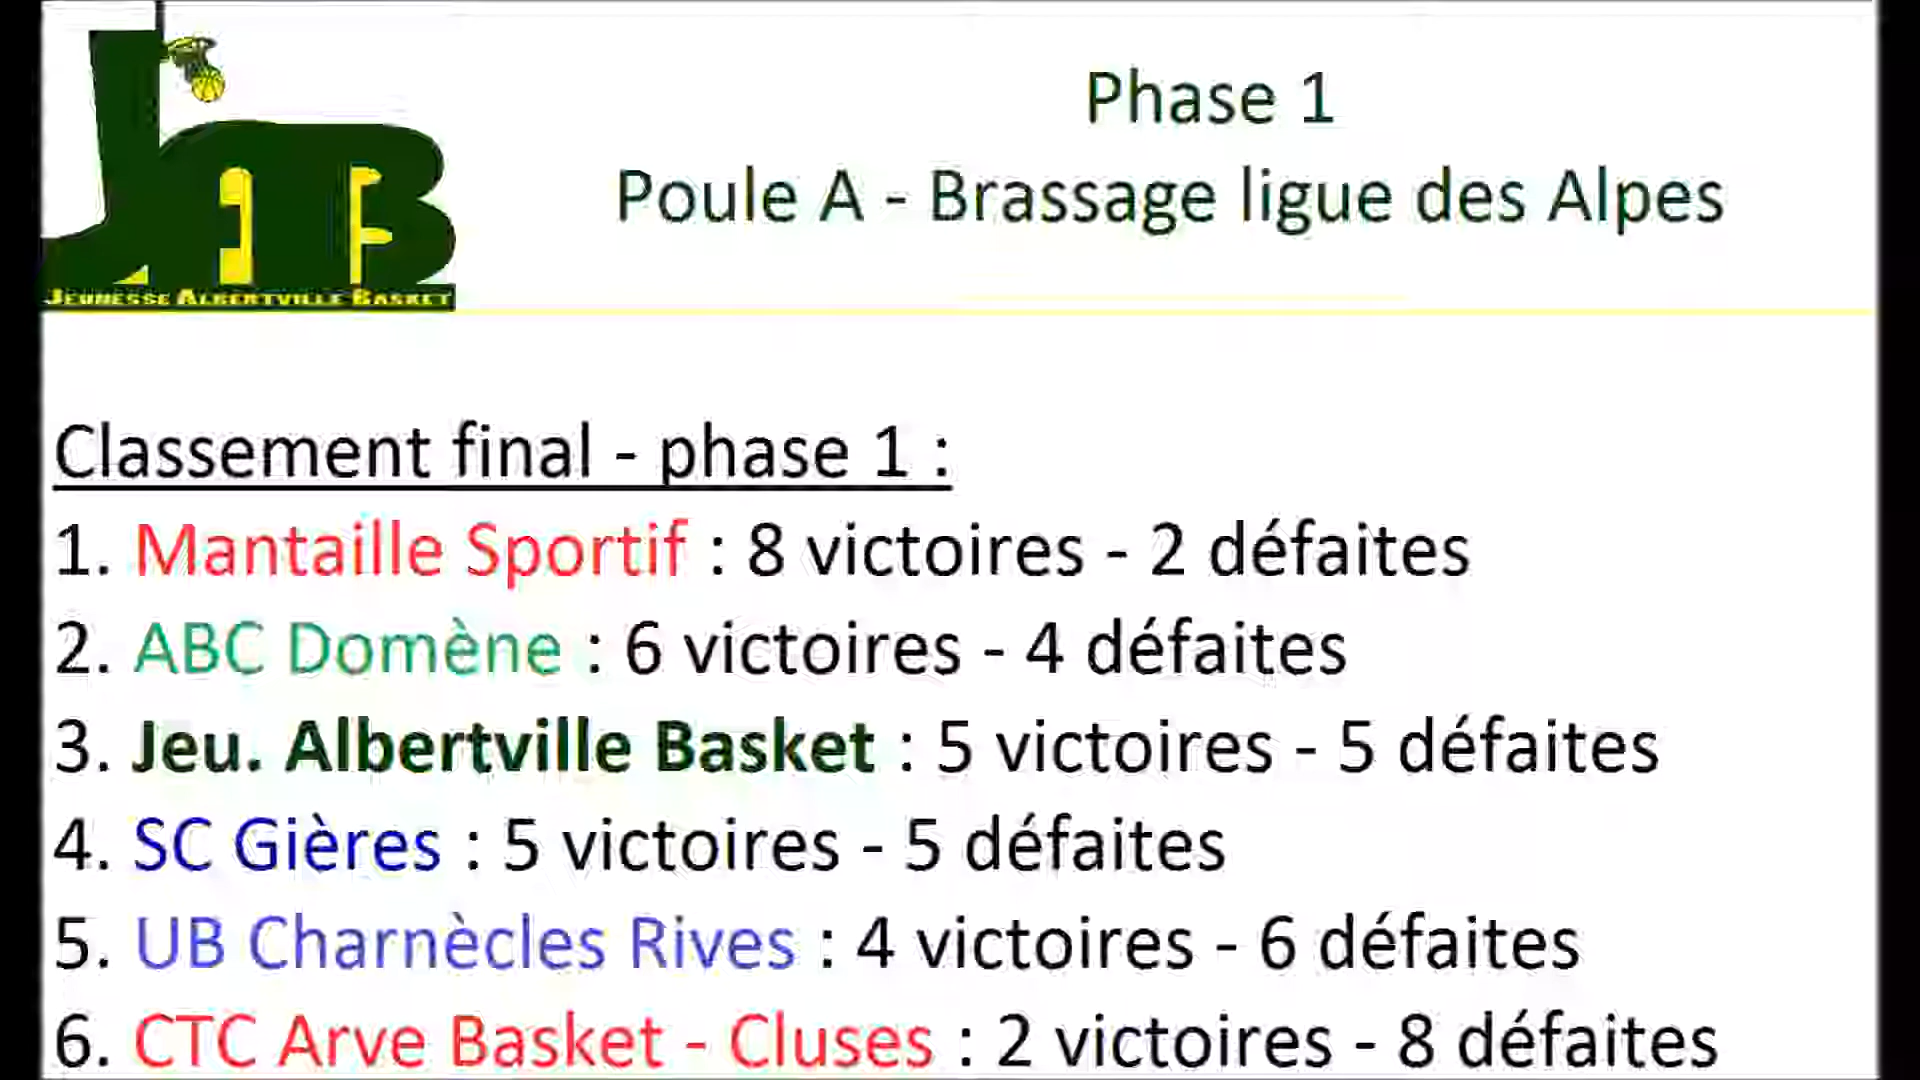 Phase 1
Poule A - Brassage ligue des Alpes
JEUNESSE ALBERTVILLE BASKET
Classement final - phase 1 :
1. Mantaille Sportif : 8 victoires - 2 défaites
2. ABC Domène : 6 victoires - 4 défaites
3. Jeu. Albertville Basket : 5 victoires - 5 défaites
4. SC Gières : 5 victoires - 5 défaites
5. UB Charnècles Rives : 4 victoires - 6 défaites
6. CTC Arve Basket - Cluses : 2 victoires - 8 défaites